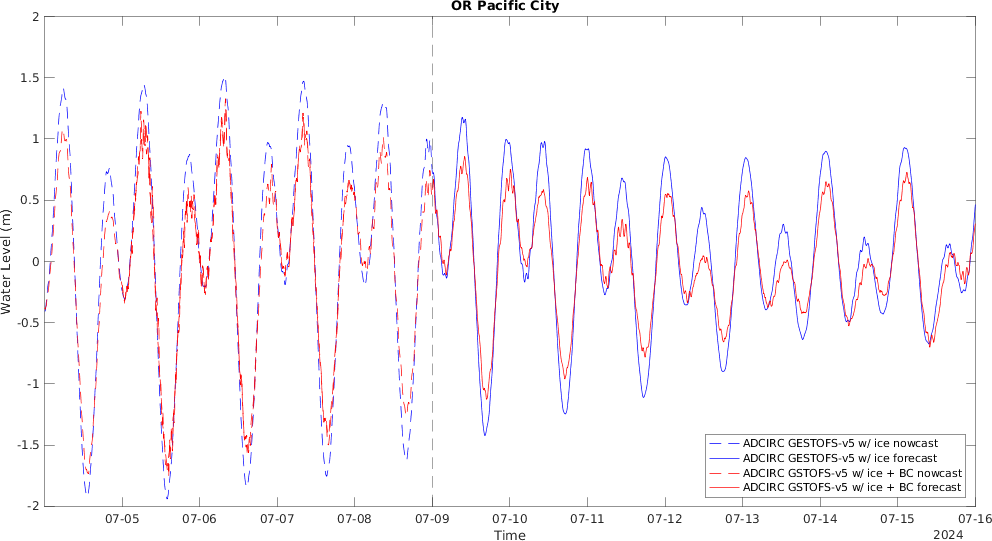 OR Pacific City
2
1.5
1
0.5
0
-0.5
-1
-1.5
-2
Water Level (m)
07-05 07-06 07-07 07-08 07-09 07-10 07-11 07-12 07-13 07-14 07-15 07-16
Time
2024
ADCIRC GESTOFS-v5 w/ ice nowcast
ADCIRC GESTOFS-v5 w/ ice forecast
ADCIRC GSTOFS-v5 w/ ice + BC nowcast
ADCIRC GSTOFS-v5 w/ ice + BC forecast